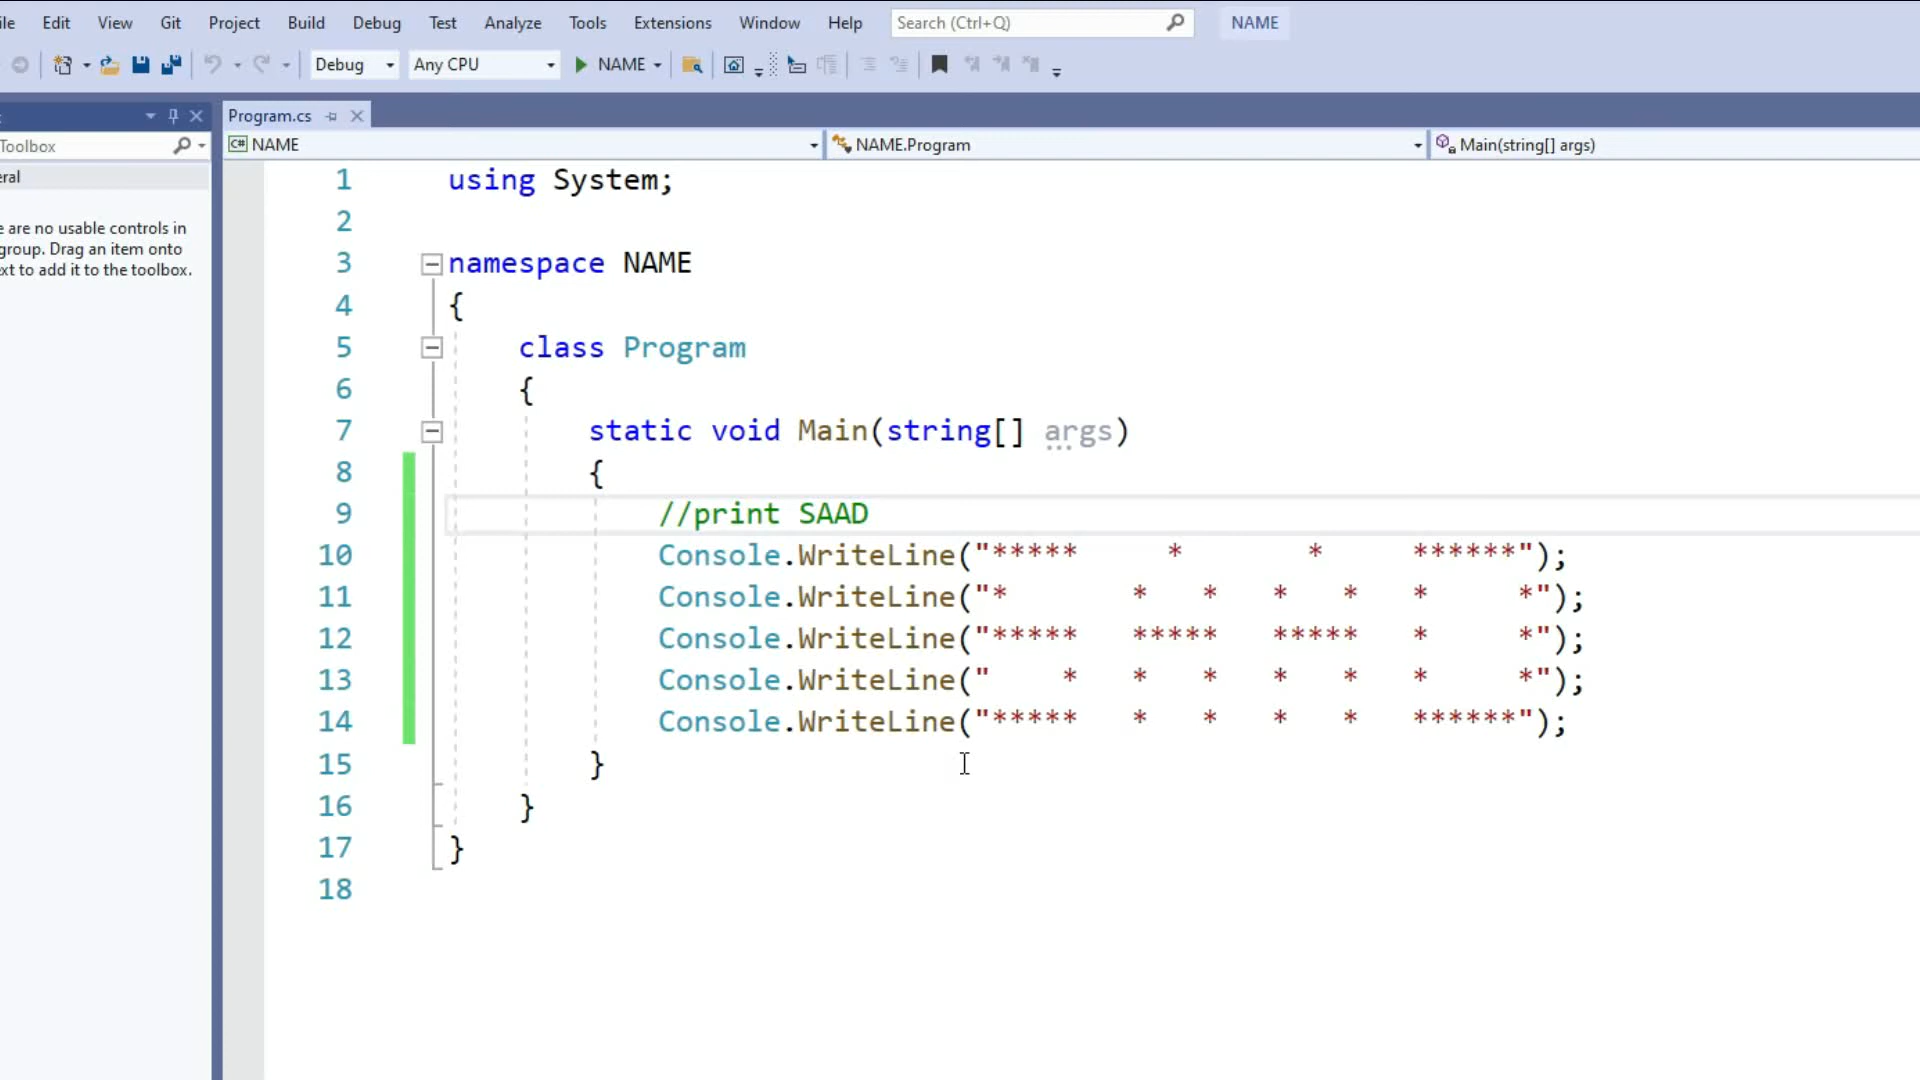 Edit View Git Project Build Debug Test Analyze Tools Extensions Window Help Search (Ctrl+Q) NAME
Debug Any CPU NAME
Program.cs
Toolbox
NAME NAME.Program Main(string[] args)
are no usable controls in
group. Drag an item onto
to add it to the toolbox.
1 using System;
2
3 namespace NAME
4 {
5     class Program
6     {
7         static void Main(string[] args)
8         {
9             //print SAAD
10             Console.WriteLine("*****     *       *     ******");
11             Console.WriteLine("*       *   *   *   *   *     *");
12             Console.WriteLine("*****   *****   *****   *     *");
13             Console.WriteLine("    *   *   *   *   *   *     *");
14             Console.WriteLine("*****   *   *   *   *   ******");
15         }
16     }
17 }
18